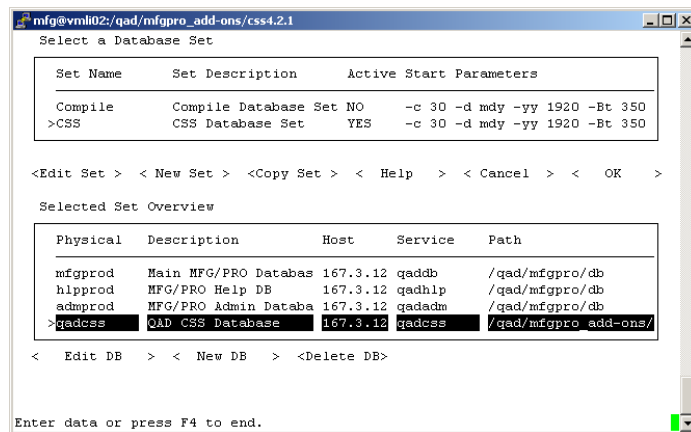 mfg@vmli02:/qad/mfgpro_add-ons/css4.2.1
Select a Database Set
Set Name Set Description Active Start Parameters
Compile Compile Database Set NO -c 30 -d mdy -yy 1920 -Bt 350
>CSS CSS Database Set YES -c 30 -d mdy -yy 1920 -Bt 350
<Edit Set > < New Set > <Copy Set > < Help > < Cancel > < OK >
Selected Set Overview
Physical Description Host Service Path
mfgprod Main MFG/PRO Databas 167.3.12 qaddb /qad/mfgpro/db
hlpprod MFG/PRO Help DB 167.3.12 qadhlp /qad/mfgpro/db
admprod MFG/PRO Admin Databa 167.3.12 qadadm /qad/mfgpro/db
>qadcss QAD CSS Database 167.3.12 qadcss /qad/mfgpro_add-ons/
< Edit DB > < New DB > <Delete DB>
Enter data or press F4 to end.